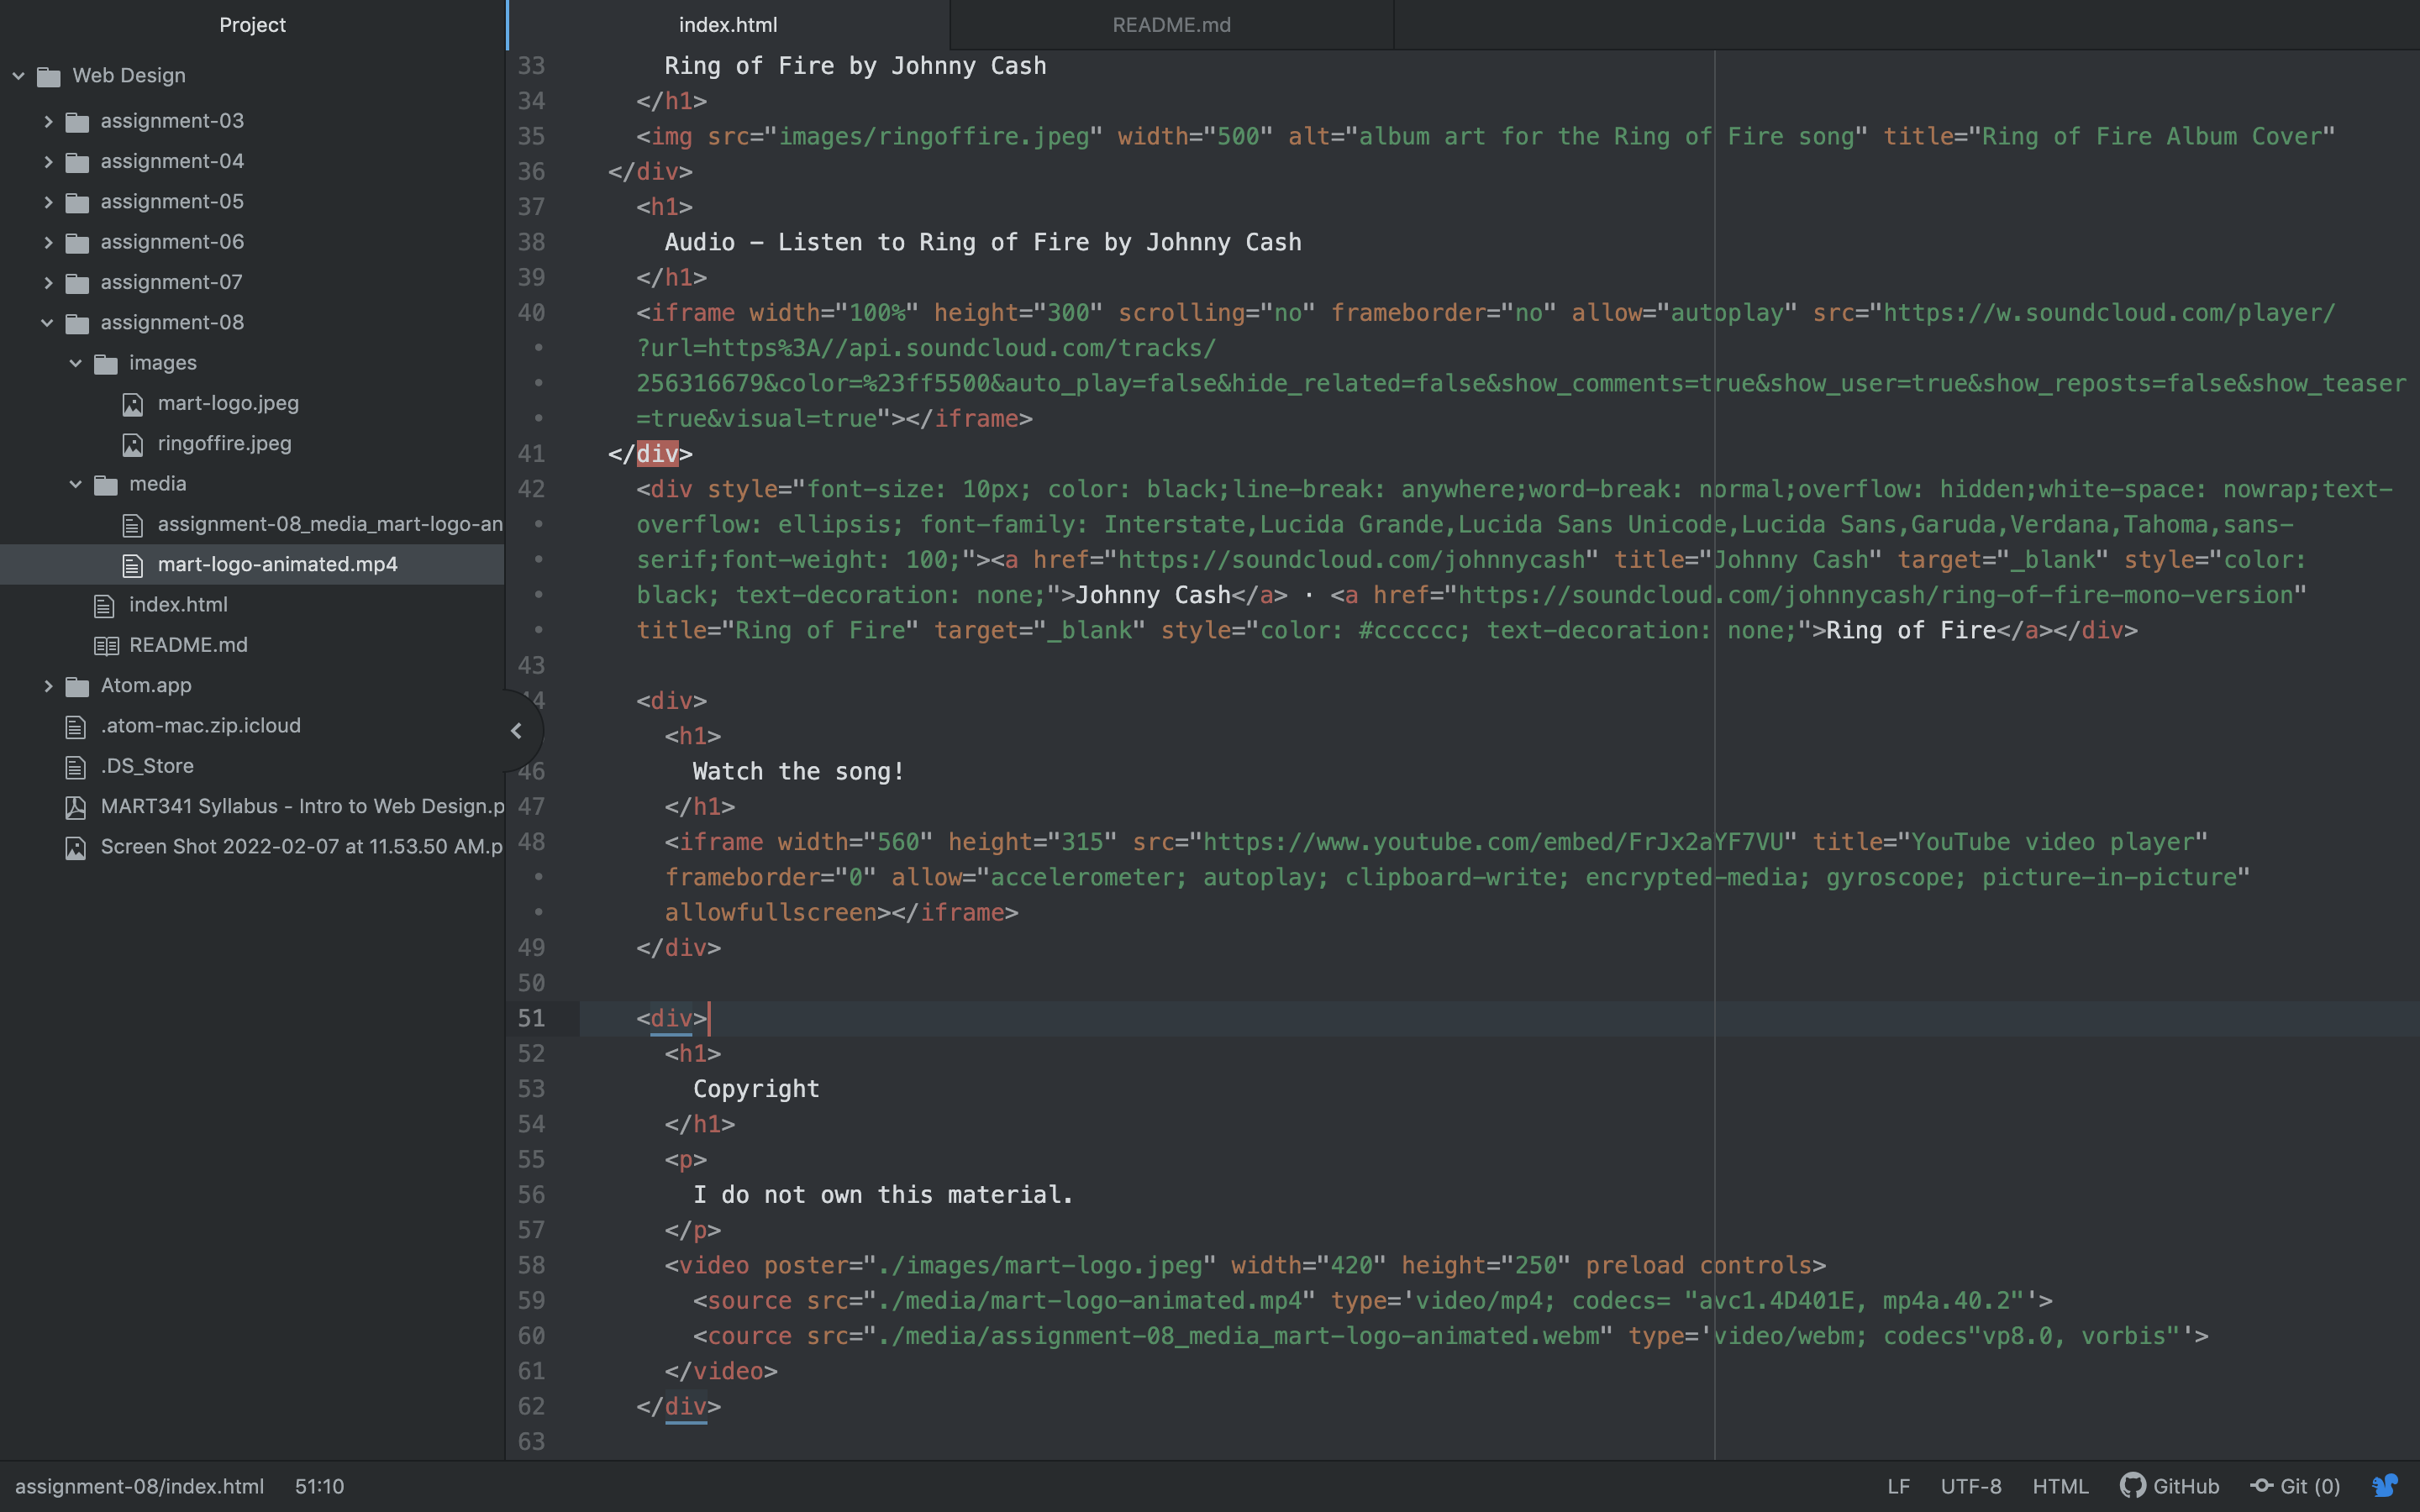 Project
Web Design
assignment-03
assignment-04
assignment-05
assignment-06
assignment-07
assignment-08
images
mart-logo.jpeg
ringoffire.jpeg
media
assignment-08_media_mart-logo-an
mart-logo-animated.mp4
index.html
README.md
Atom.app
.atom-mac.zip.icloud
.DS_Store
MART341 Syllabus - Intro to Web Design.p
Screen Shot 2022-02-07 at 11.53.50 AM.p
index.html README.md
33 Ring of Fire by Johnny Cash
34 </h1>
35 <img src="images/ringoffire.jpeg" width="500" alt="album art for the Ring of Fire song" title="Ring of Fire Album Cover"
36 </div>
37 <h1>
38 Audio - Listen to Ring of Fire by Johnny Cash
39 </h1>
40 <iframe width="100%" height="300" scrolling="no" frameborder="no" allow="autoplay" src="https://w.soundcloud.com/player/
• ?url=https%3A//api.soundcloud.com/tracks/
• 256316679&color=%23ff5500&auto_play=false&hide_related=false&show_comments=true&show_user=true&show_reposts=false&show_teaser
• =true&visual=true"></iframe>
41 </div>
42 <div style="font-size: 10px; color: black;line-break: anywhere;word-break: normal;overflow: hidden;white-space: nowrap;text-
• overflow: ellipsis; font-family: Interstate,Lucida Grande,Lucida Sans Unicode,Lucida Sans,Garuda,Verdana,Tahoma,sans-
• serif;font-weight: 100;"><a href="https://soundcloud.com/johnnycash" title="Johnny Cash" target="_blank" style="color:
• black; text-decoration: none;">Johnny Cash</a> · <a href="https://soundcloud.com/johnnycash/ring-of-fire-mono-version"
• title="Ring of Fire" target="_blank" style="color: #cccccc; text-decoration: none;">Ring of Fire</a></div>
43
4 <div>
<h1>
46 Watch the song!
47 </h1>
48 <iframe width="560" height="315" src="https://www.youtube.com/embed/FrJx2aYF7VU" title="YouTube video player"
• frameborder="0" allow="accelerometer; autoplay; clipboard-write; encrypted-media; gyroscope; picture-in-picture"
• allowfullscreen></iframe>
49 </div>
50
51 <div>
52 <h1>
53 Copyright
54 </h1>
55 <p>
56 I do not own this material.
57 </p>
58 <video poster="./images/mart-logo.jpeg" width="420" height="250" preload controls>
59 <source src="./media/mart-logo-animated.mp4" type='video/mp4; codecs= "avc1.4D401E, mp4a.40.2"'>
60 <cource src="./media/assignment-08_media_mart-logo-animated.webm" type='video/webm; codecs"vp8.0, vorbis"'>
61 </video>
62 </div>
63
assignment-08/index.html 51:10 LF UTF-8 HTML GitHub Git (0)